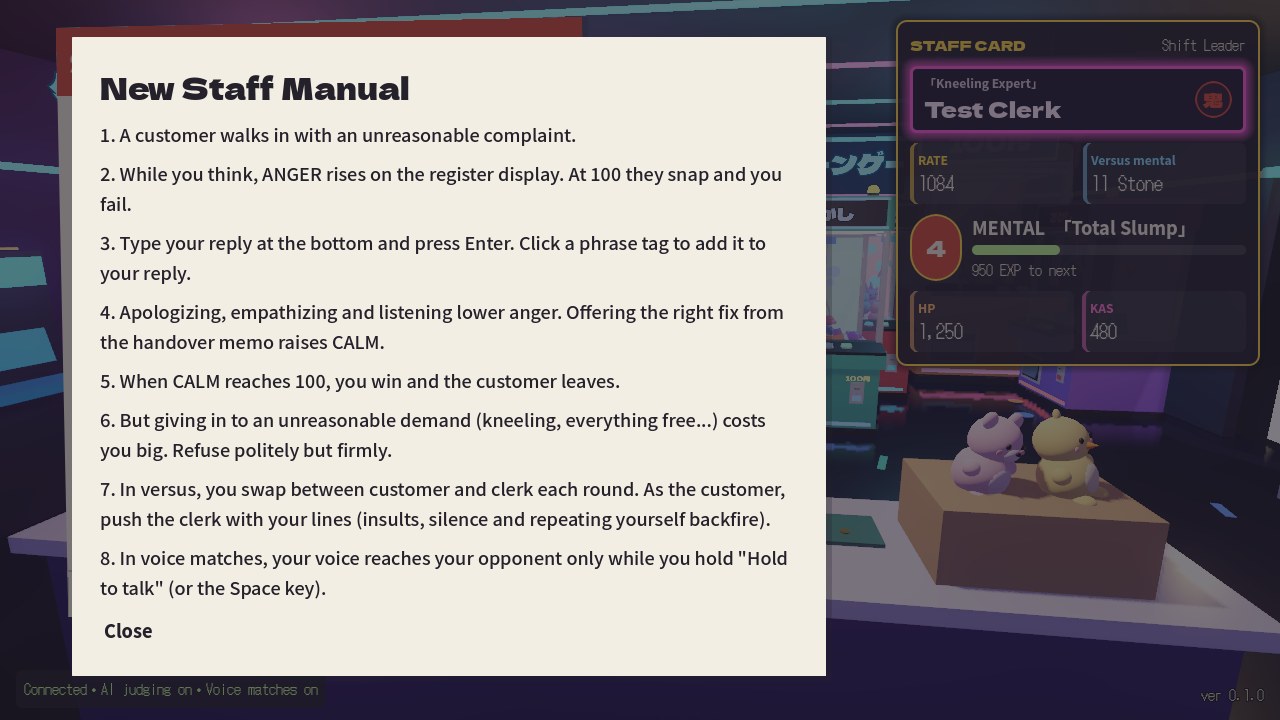 New Staff Manual
1. A customer walks in with an unreasonable complaint.
2. While you think, ANGER rises on the register display. At 100 they snap and you
fail.
3. Type your reply at the bottom and press Enter. Click a phrase tag to add it to
your reply.
4. Apologizing, empathizing and listening lower anger. Offering the right fix from
the handover memo raises CALM.
5. When CALM reaches 100, you win and the customer leaves.
6. But giving in to an unreasonable demand (kneeling, everything free...) costs
you big. Refuse politely but firmly.
7. In versus, you swap between customer and clerk each round. As the customer,
push the clerk with your lines (insults, silence and repeating yourself backfire).
8. In voice matches, your voice reaches your opponent only while you hold "Hold
to talk" (or the Space key).
Close
STAFF CARD
Shift Leader
「Kneeling Expert」
Test Clerk
RATE
1084
Versus mental
11 Stone
4
MENTAL 「Total Slump」
950 EXP to next
HP
1,250
KAS
480
ングー
がし
100円
Connected・AI judging on・Voice matches on
ver 0.1.0